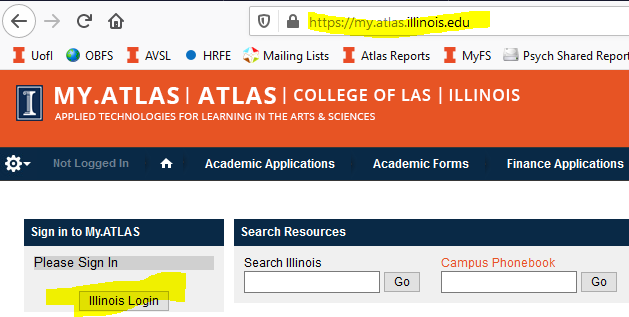 https://my.atlas.illinois.edu
UofI OBFS AVSL HRFE Mailing Lists Atlas Reports MyFS Psych Shared Report
I MY.ATLAS | ATLAS | COLLEGE OF LAS | ILLINOIS
APPLIED TECHNOLOGIES FOR LEARNING IN THE ARTS & SCIENCES
Not Logged In Academic Applications Academic Forms Finance Applications
Sign in to My.ATLAS Search Resources
Please Sign In Search Illinois Campus Phonebook
Go Go
Illinois Login